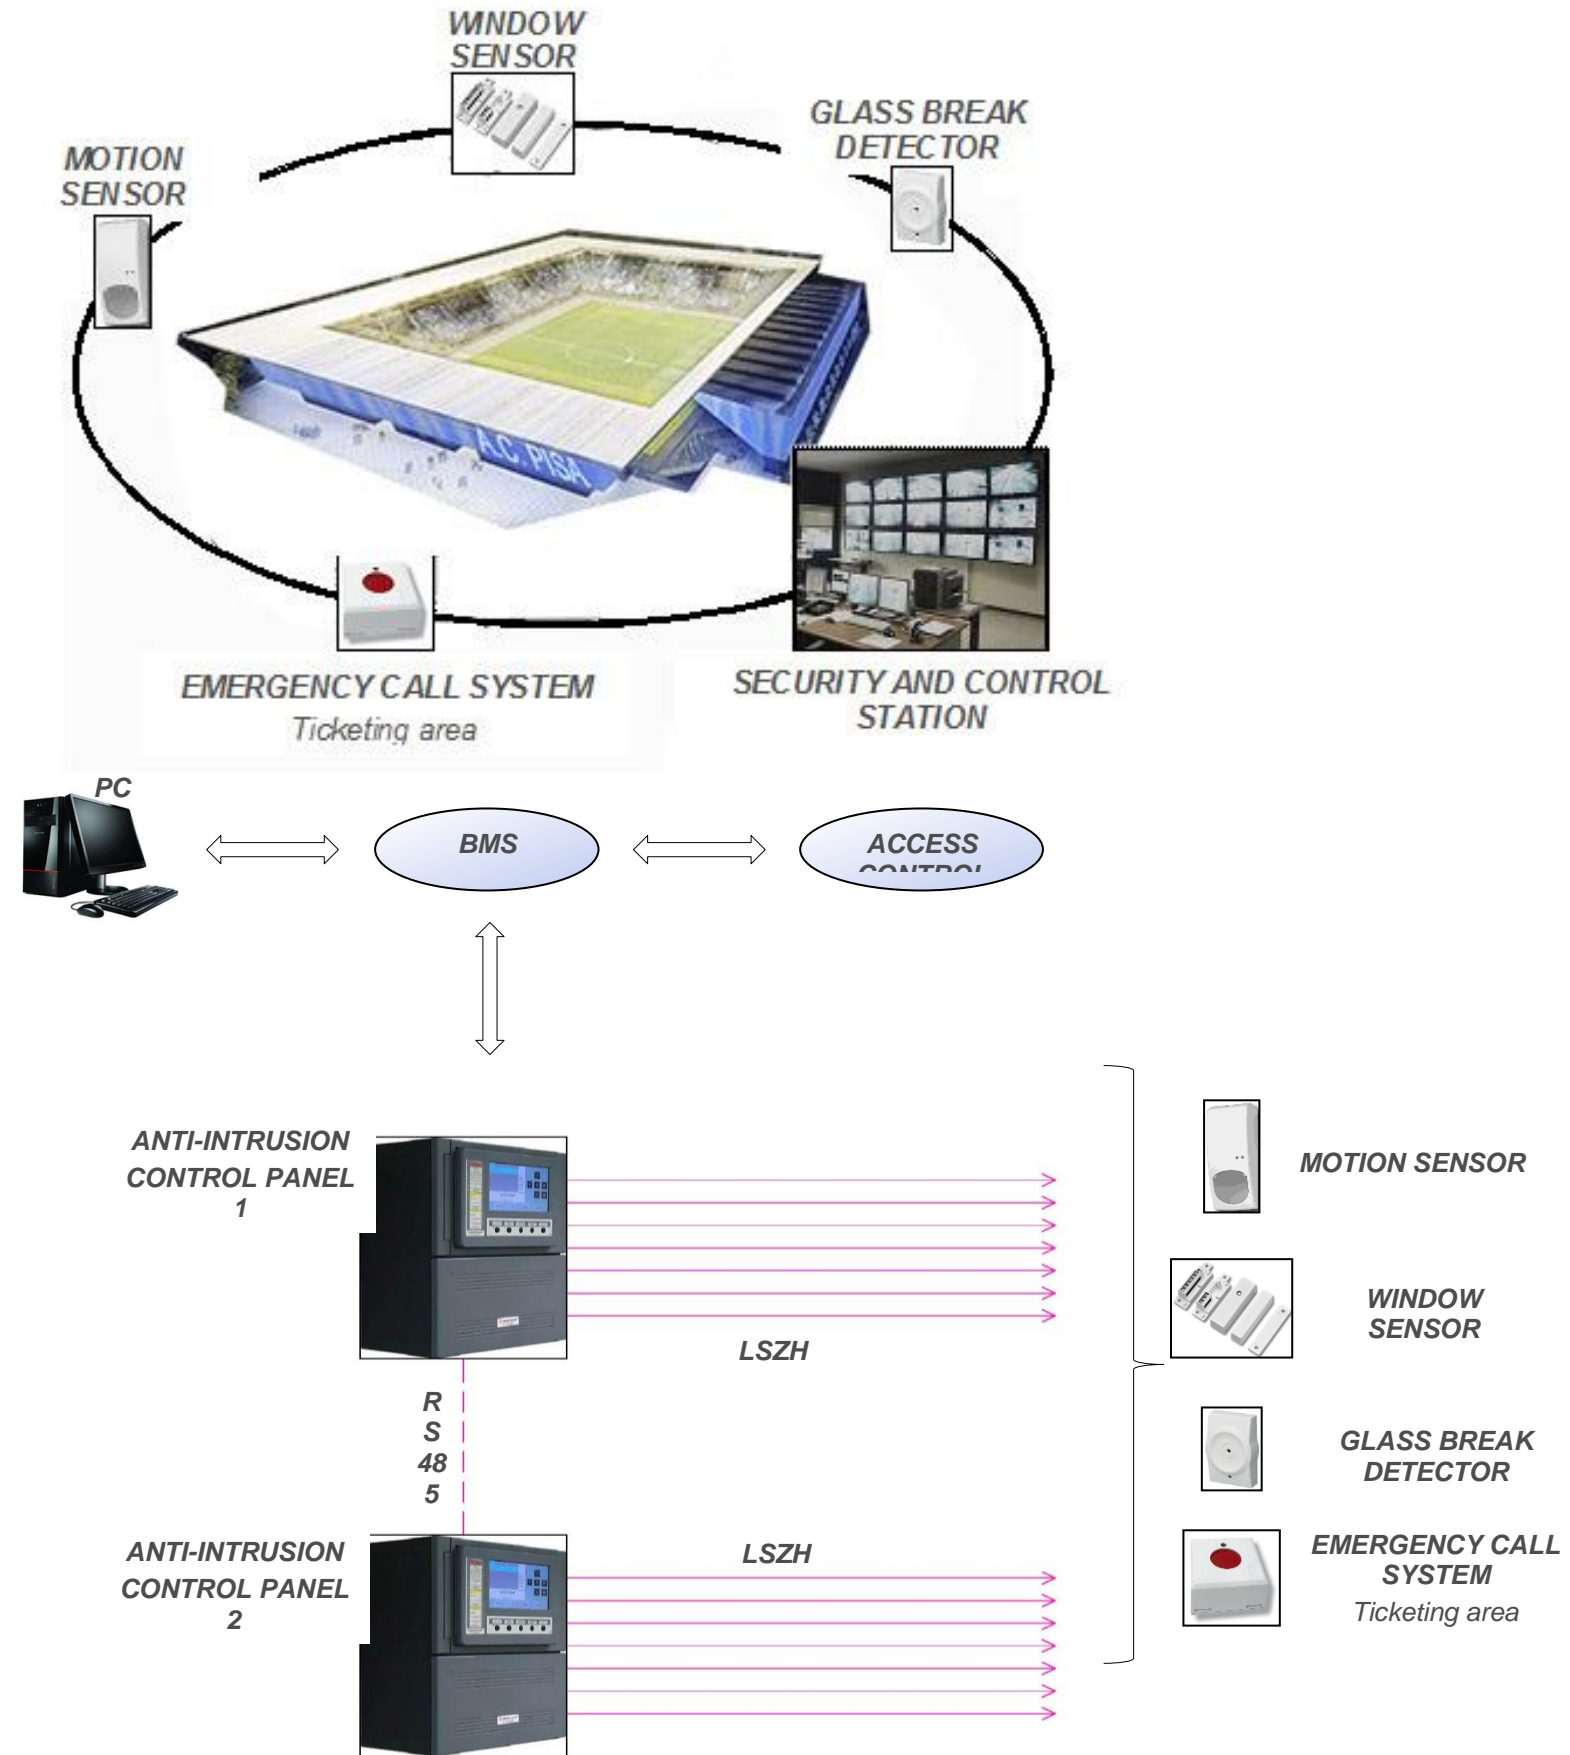 WINDOW
SENSOR
GLASS BREAK
DETECTOR
MOTION
SENSOR
A.C. PISA
EMERGENCY CALL SYSTEM
Ticketing area
SECURITY AND CONTROL
STATION
PC
BMS
ACCESS
CONTROL
ANTI-INTRUSION
CONTROL PANEL
1
MOTION SENSOR
WINDOW
SENSOR
LSZH
R
S
48
5
GLASS BREAK
DETECTOR
ANTI-INTRUSION
CONTROL PANEL
2
LSZH
EMERGENCY CALL
SYSTEM
Ticketing area